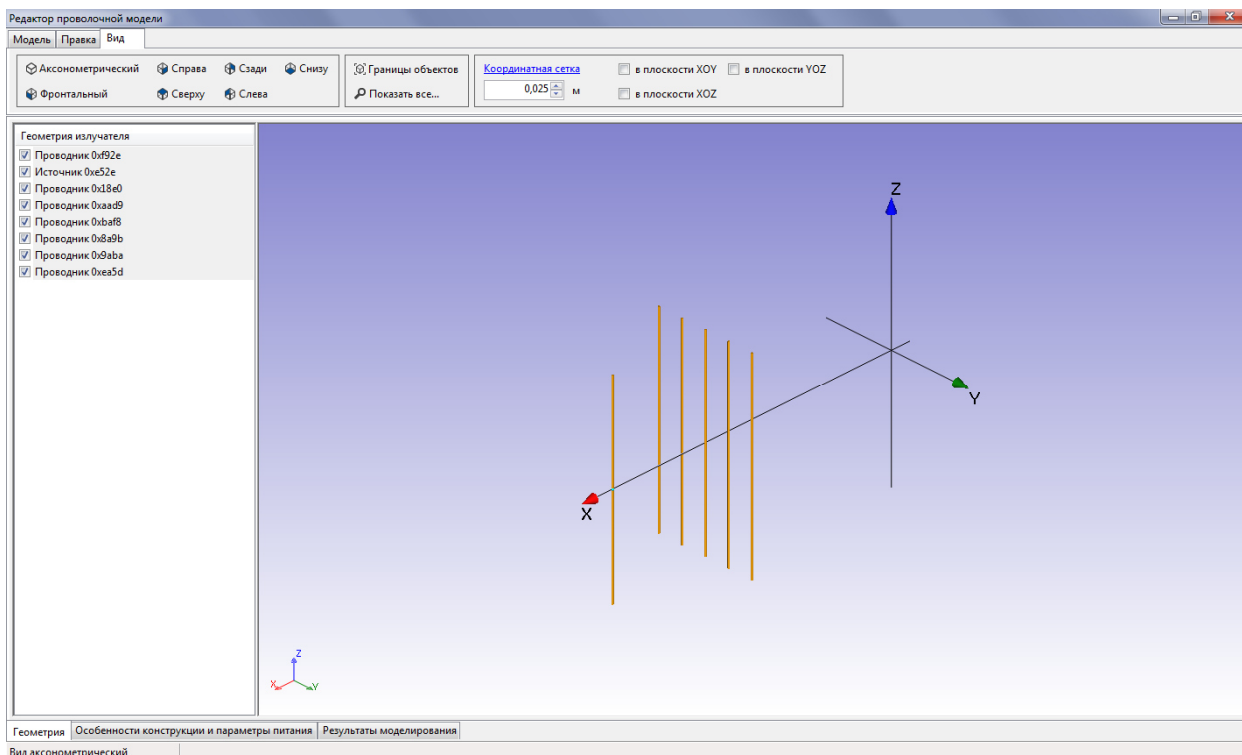 Редактор проволочной модели
Модель Правка Вид
Аксонометрический Справа Сзади Снизу
Фронтальный Сверху Слева
Границы объектов
Показать все...
Координатная сетка
0,025 м
в плоскости XOY в плоскости YOZ
в плоскости XOZ
Геометрия излучателя
Проводник 0xf92e
Источник 0xe52e
Проводник 0x18e0
Проводник 0xaad9
Проводник 0xbaf8
Проводник 0x8a9b
Проводник 0x9aba
Проводник 0xea5d
Z
Y
X
Z
X
Y
Геометрия Особенности конструкции и параметры питания Результаты моделирования
Вид аксонометрический